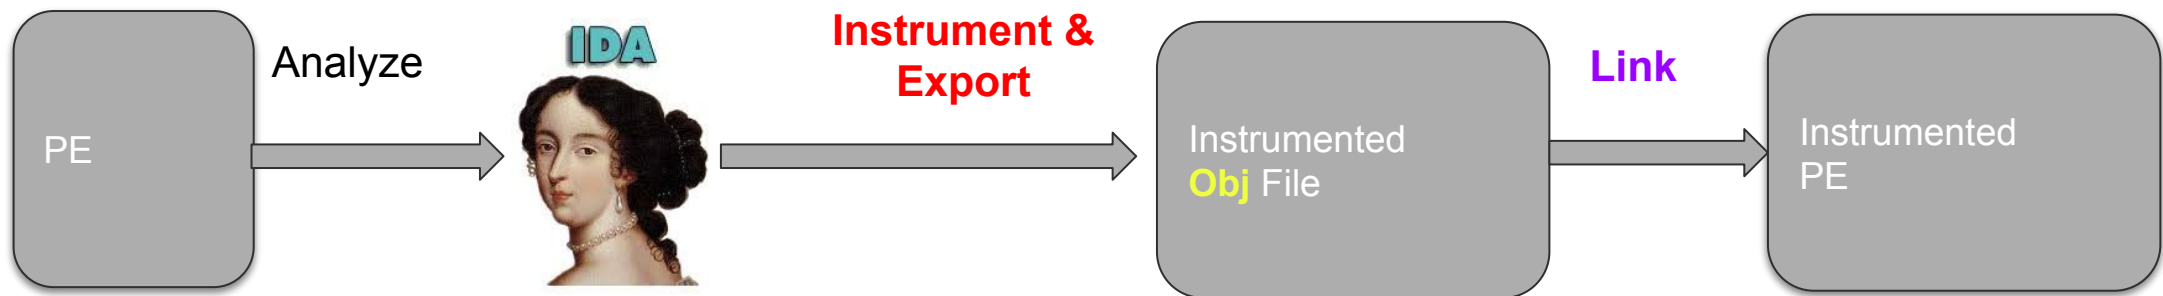 PE
Analyze
IDA
Instrument &
Export
Instrumented
Obj File
Link
Instrumented
PE